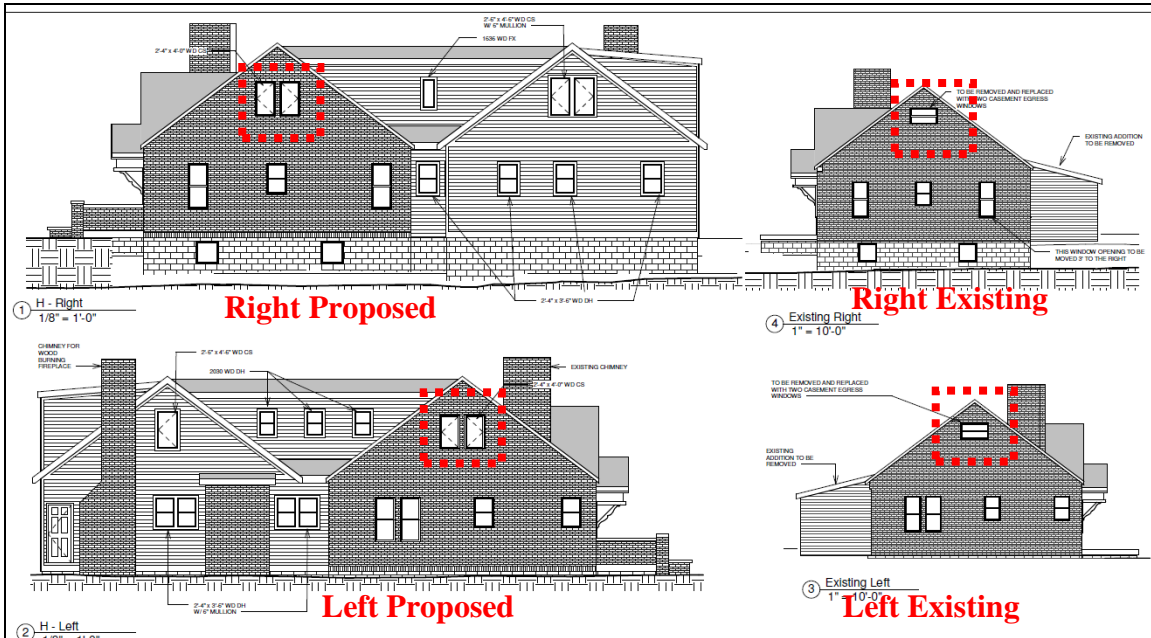 2'-6" x 4'-6" WD CS
W/ 6" MULLION
2'-4" x 4'-0" WD CS
1636 WD FX
2'-4" x 3'-6" WD DH
Right Proposed
1
H - Right
1/8" = 1'-0"
TO BE REMOVED AND REPLACED
WITH TWO CASEMENT EGRESS
WINDOWS
EXISTING ADDITION
TO BE REMOVED
THIS WINDOW OPENING TO BE
MOVED 3' TO THE RIGHT
Right Existing
4
Existing Right
1" = 10'-0"
CHIMNEY FOR
WOOD
BURNING
FIREPLACE
2'-6" x 4'-6" WD CS
2030 WD DH
EXISTING CHIMNEY
2'-4" x 4'-0" WD CS
2'-4" x 3'-6" WD DH
W/ 6" MULLION
Left Proposed
2
H - Left
1/8" = 1'-0"
TO BE REMOVED AND REPLACED
WITH TWO CASEMENT EGRESS
WINDOWS
EXISTING
ADDITION TO BE
REMOVED
3
Existing Left
1" = 10'-0"
Left Existing